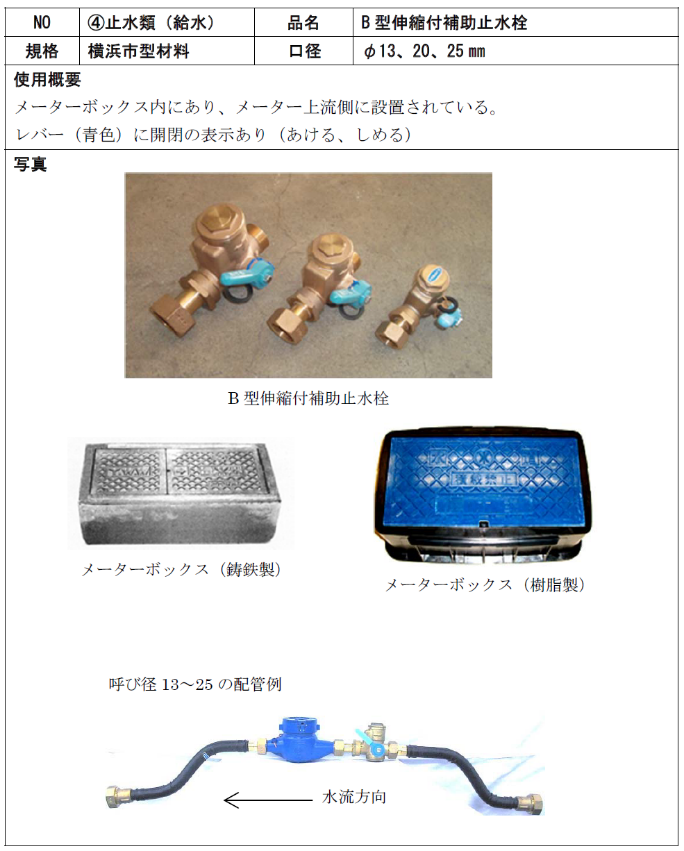 NO ④止水類（給水） 品名 B型伸縮付補助止水栓
規格 横浜市型材料 口径 φ13、20、25㎜
使用概要
メーターボックス内にあり、メーター上流側に設置されている。
レバー（青色）に開閉の表示あり（あける、しめる）
写真
B型伸縮付補助止水栓
メーターボックス（鋳鉄製）
メーターボックス（樹脂製）
呼び径13～25の配管例
水流方向